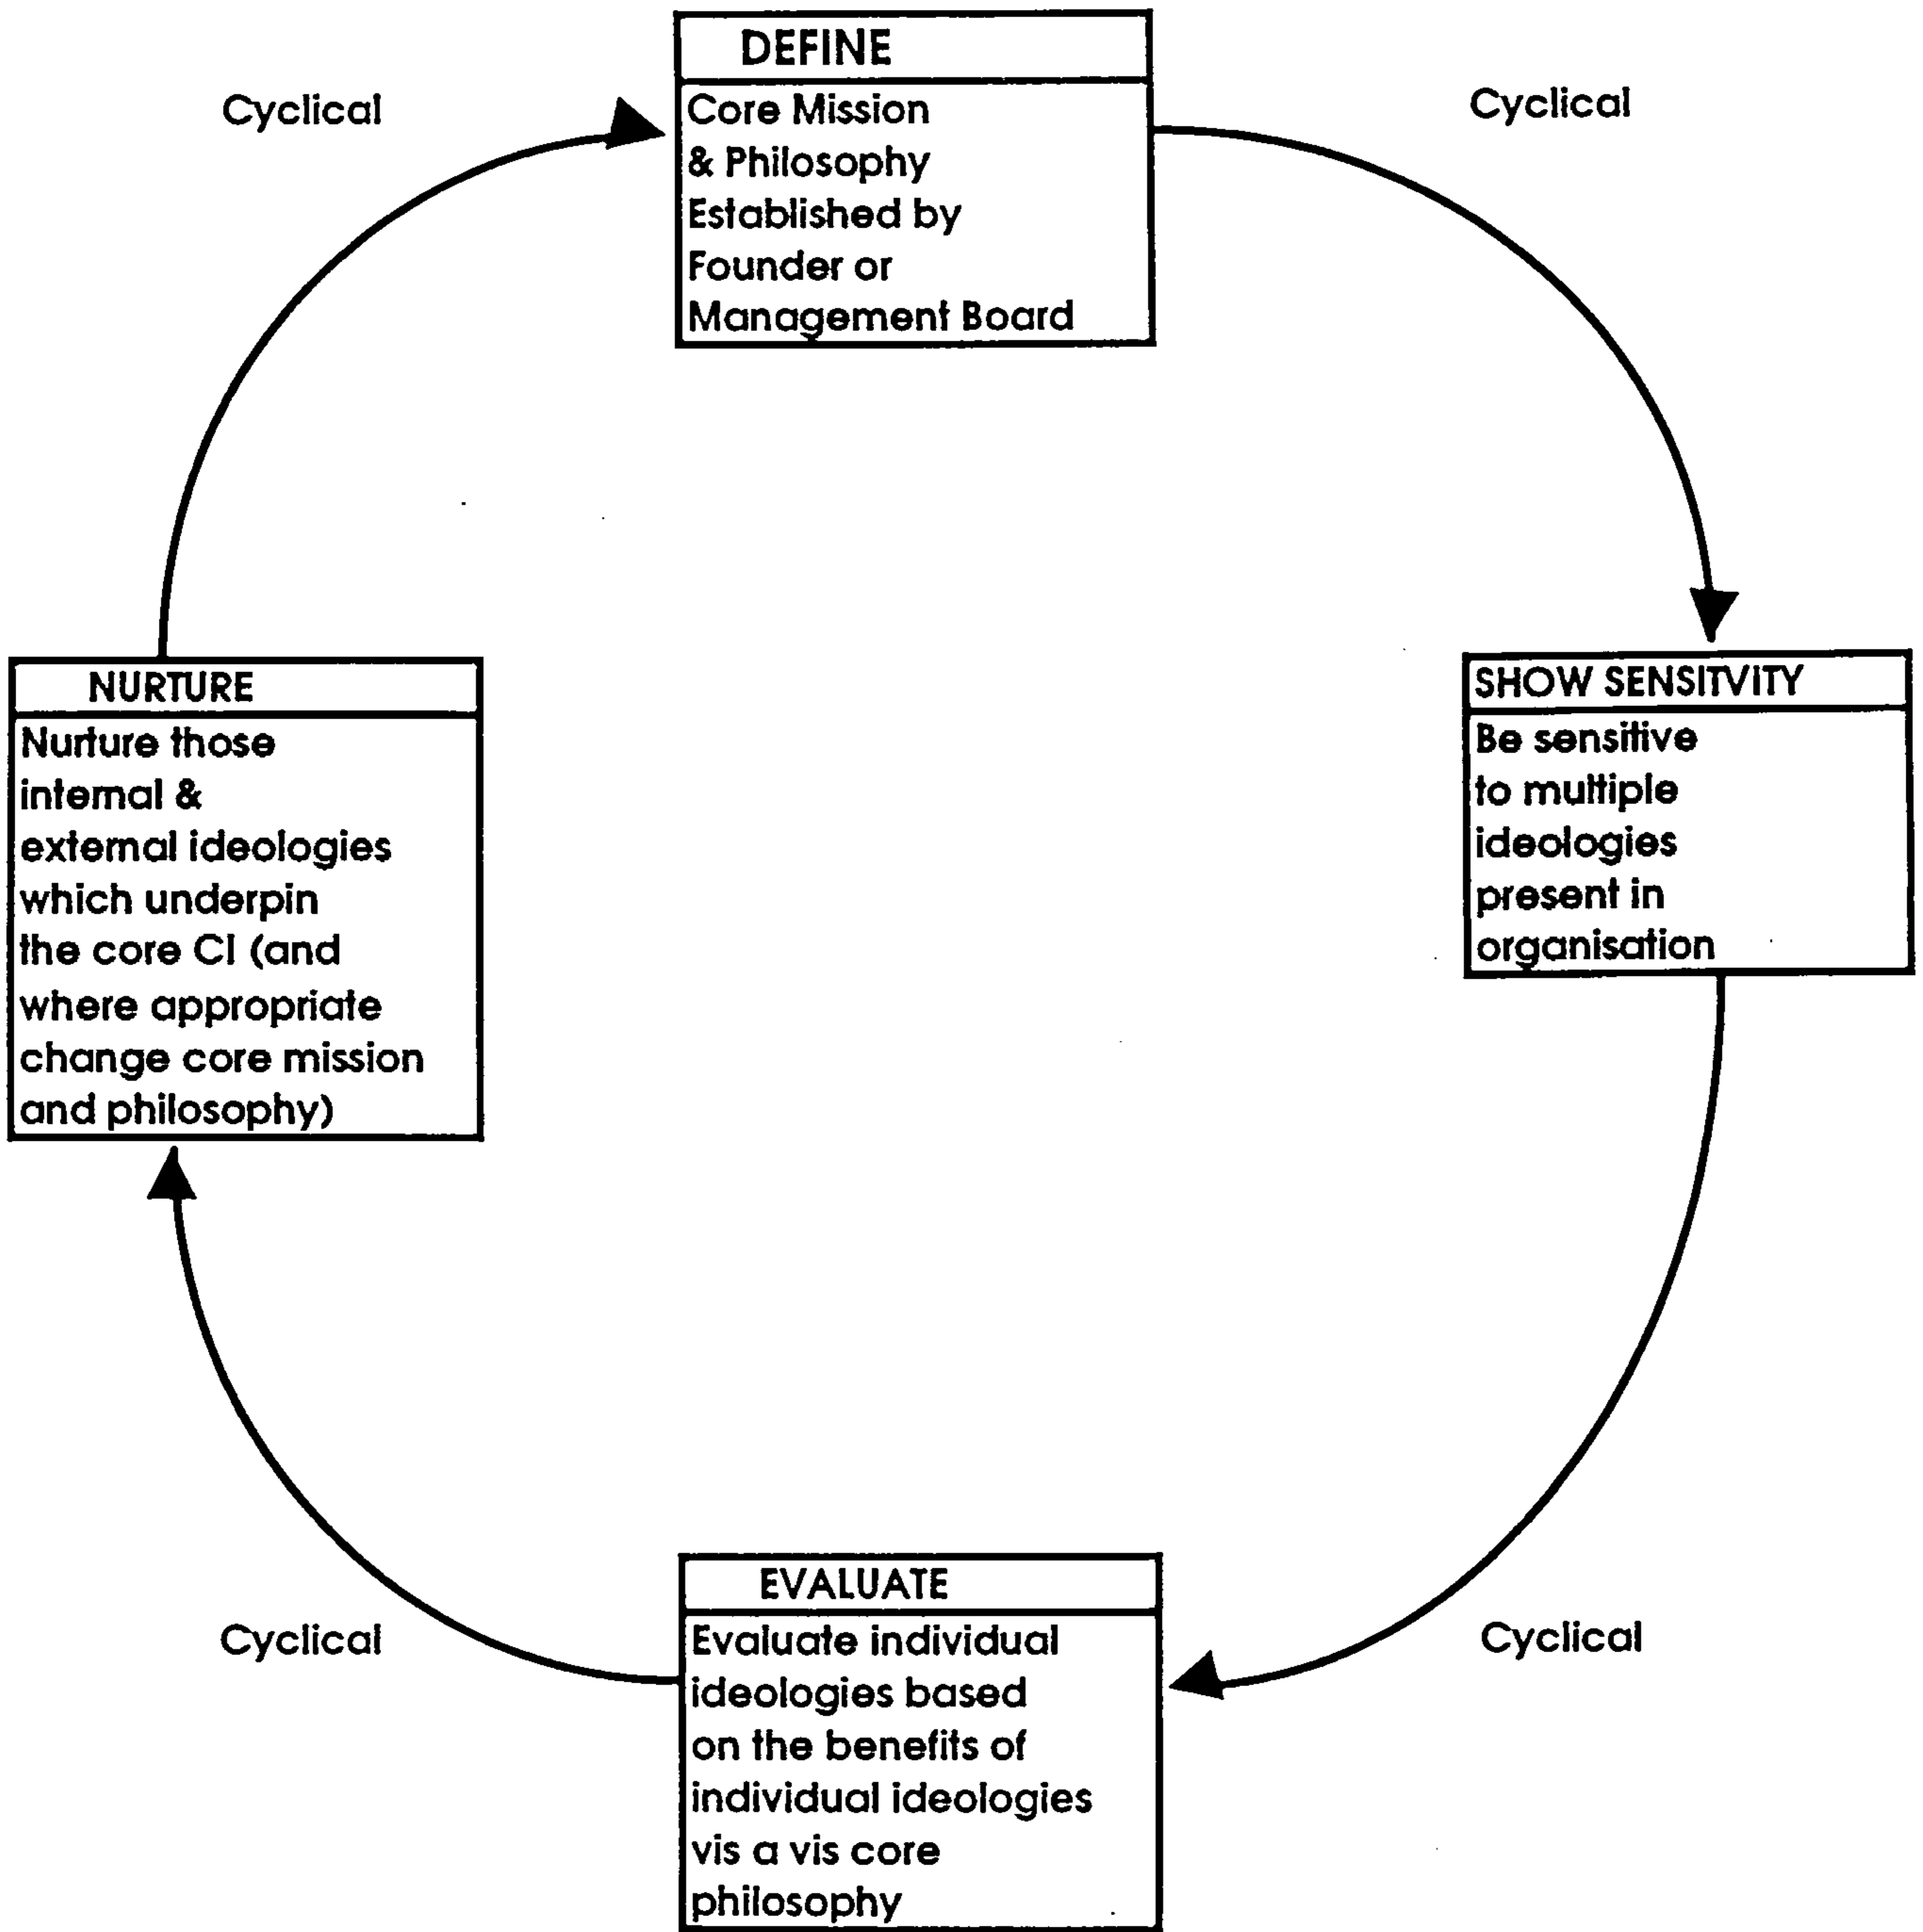 DEFINE
Core Mission
& Philosophy
Established by
Founder or
Management Board
Cyclical
Cyclical
SHOW SENSITVITY
Be sensitive
to multiple
ideologies
present in
organisation
Cyclical
EVALUATE
Evaluate individual
ideologies based
on the benefits of
individual ideologies
vis a vis core
philosophy
Cyclical
NURTURE
Nurture those
internal &
external ideologies
which underpin
the core CI (and
where appropriate
change core mission
and philosophy)